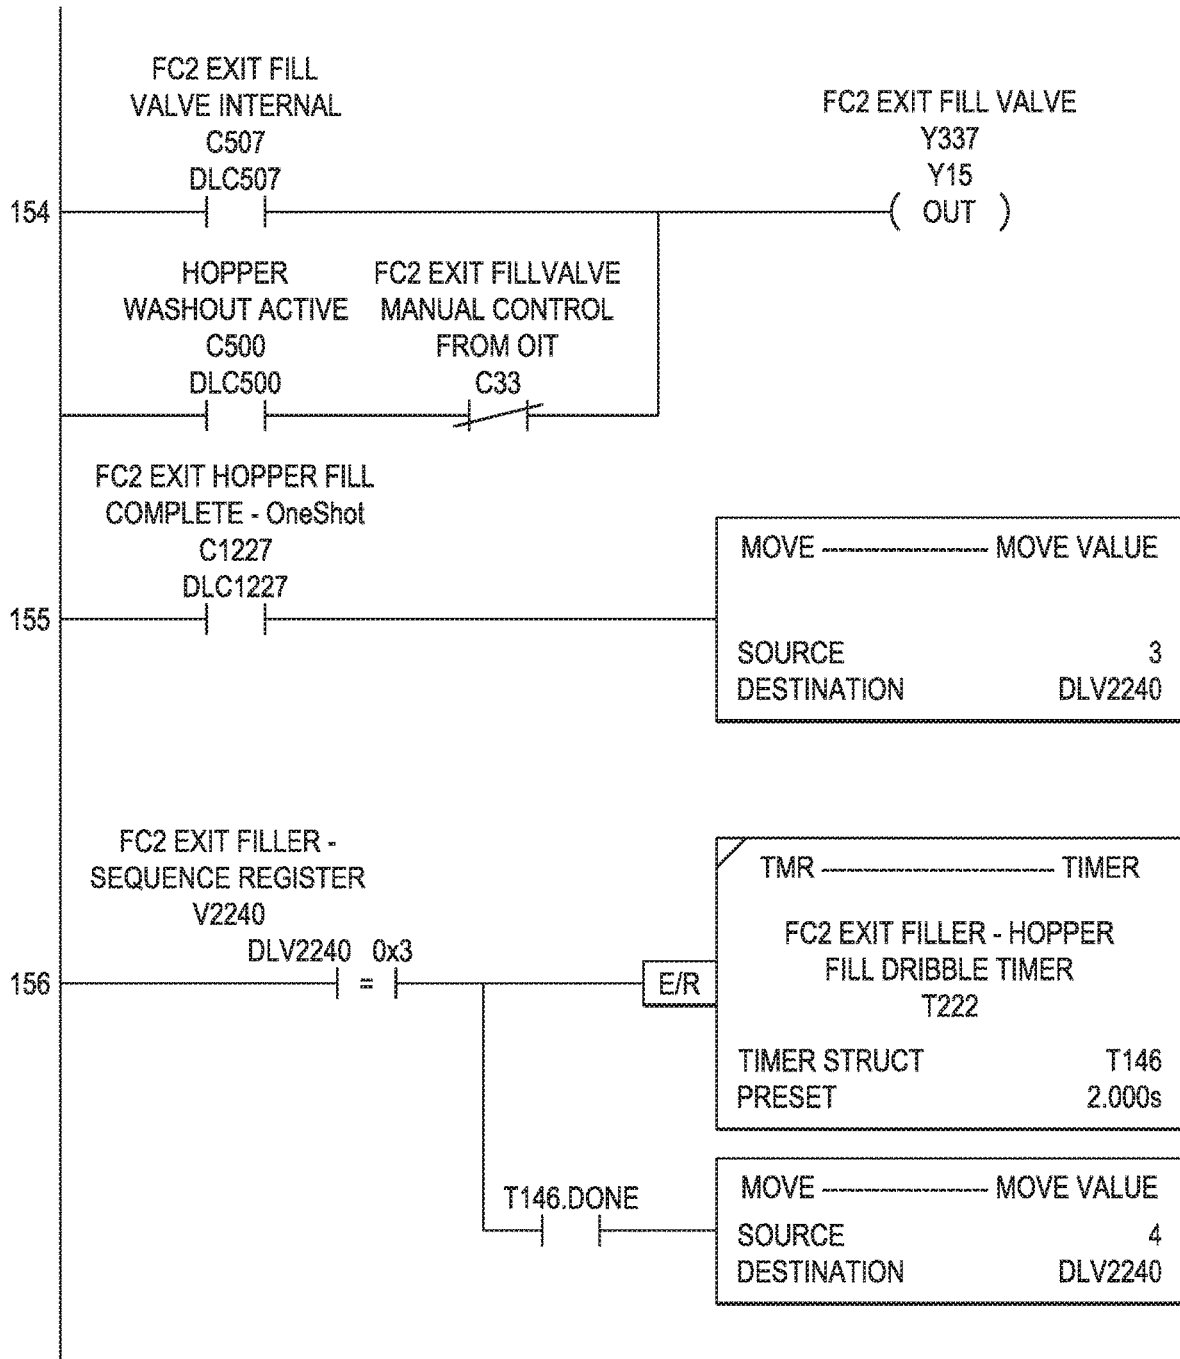 FC2 EXIT FILL
VALVE INTERNAL
C507
DLC507
FC2 EXIT FILL VALVE
Y337
Y15
154
( OUT )
HOPPER
WASHOUT ACTIVE
C500
DLC500
FC2 EXIT FILLVALVE
MANUAL CONTROL
FROM OIT
C33
FC2 EXIT HOPPER FILL
COMPLETE - OneShot
C1227
DLC1227
155
MOVE MOVE VALUE
SOURCE 3
DESTINATION DLV2240
FC2 EXIT FILLER -
SEQUENCE REGISTER
V2240
DLV2240 0x3
156
=
E/R
TMR TIMER
FC2 EXIT FILLER - HOPPER
FILL DRIBBLE TIMER
T222
TIMER STRUCT T146
PRESET 2.000s
T146.DONE
MOVE MOVE VALUE
SOURCE 4
DESTINATION DLV2240